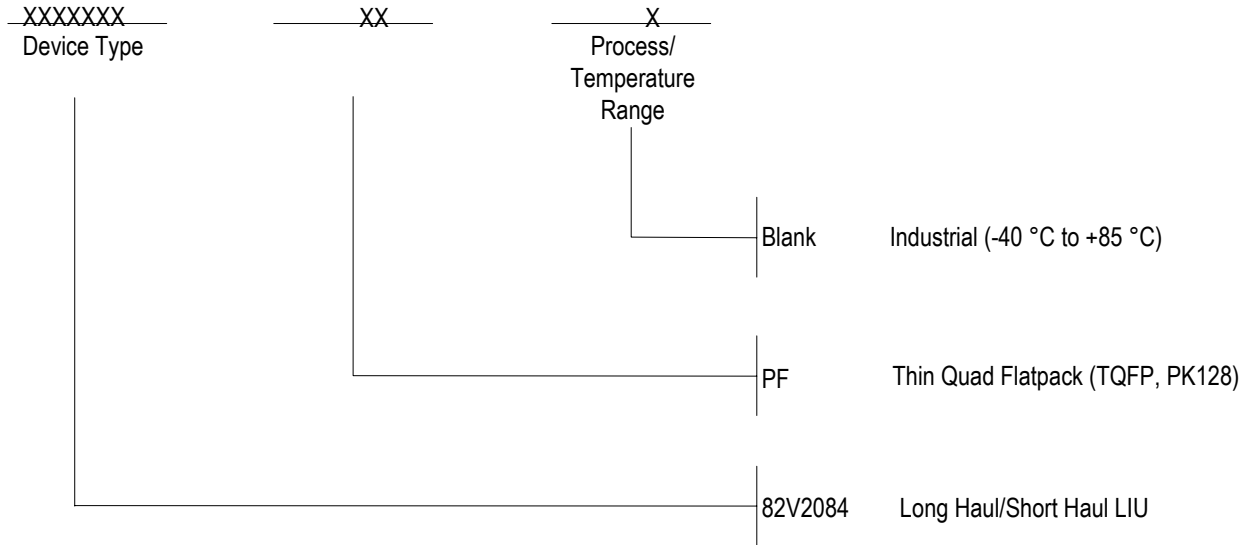 XXXXXXX XX X
Device Type
Process/
Temperature
Range
Blank Industrial (-40 °C to +85 °C)
PF Thin Quad Flatpack (TQFP, PK128)
82V2084 Long Haul/Short Haul LIU